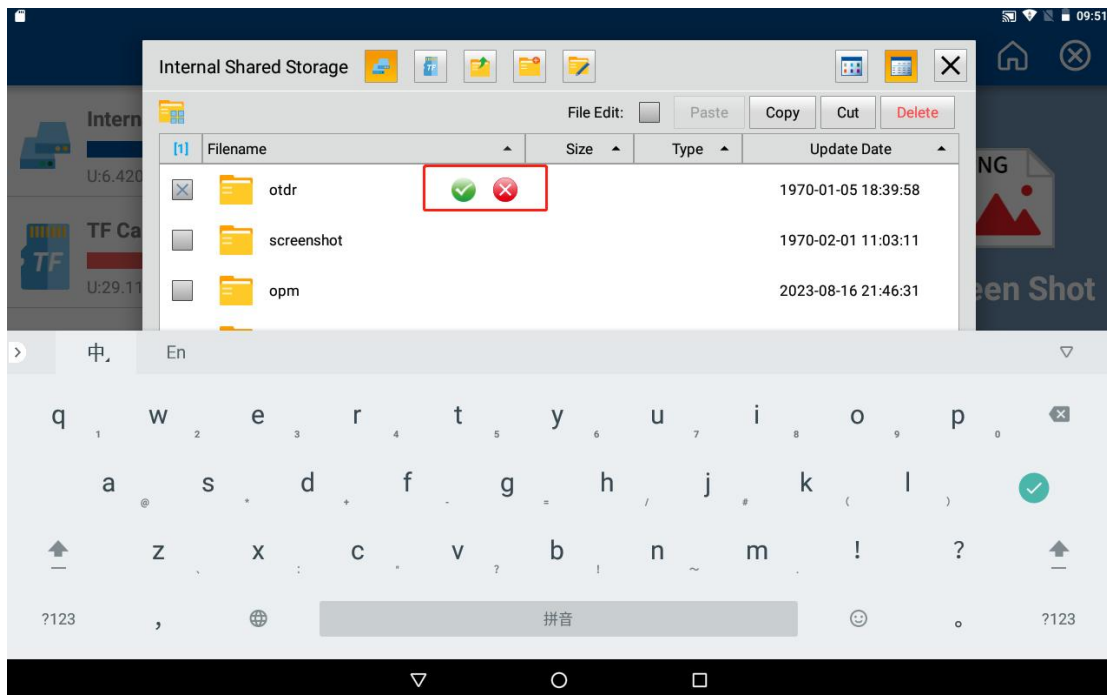 09:51
Internal Shared Storage
TF
File Edit:
Paste
Copy
Cut
Delete
[1]
Filename
Size
Type
Update Date
otdr
1970-01-05 18:39:58
screenshot
1970-02-01 11:03:11
opm
2023-08-16 21:46:31
Intern
U:6.420
TF Ca
TF
U:29.11
NG
een Shot
中
En
q 1 w 2 e 3 r 4 t 5 y 6 u 7 i 8 o 9 p 0
a @ s * d + f - g = h / j # k ( l )
z 、 x : c " v ? b ! n ~ m . ! ?
?123 , 拼音 。 ?123